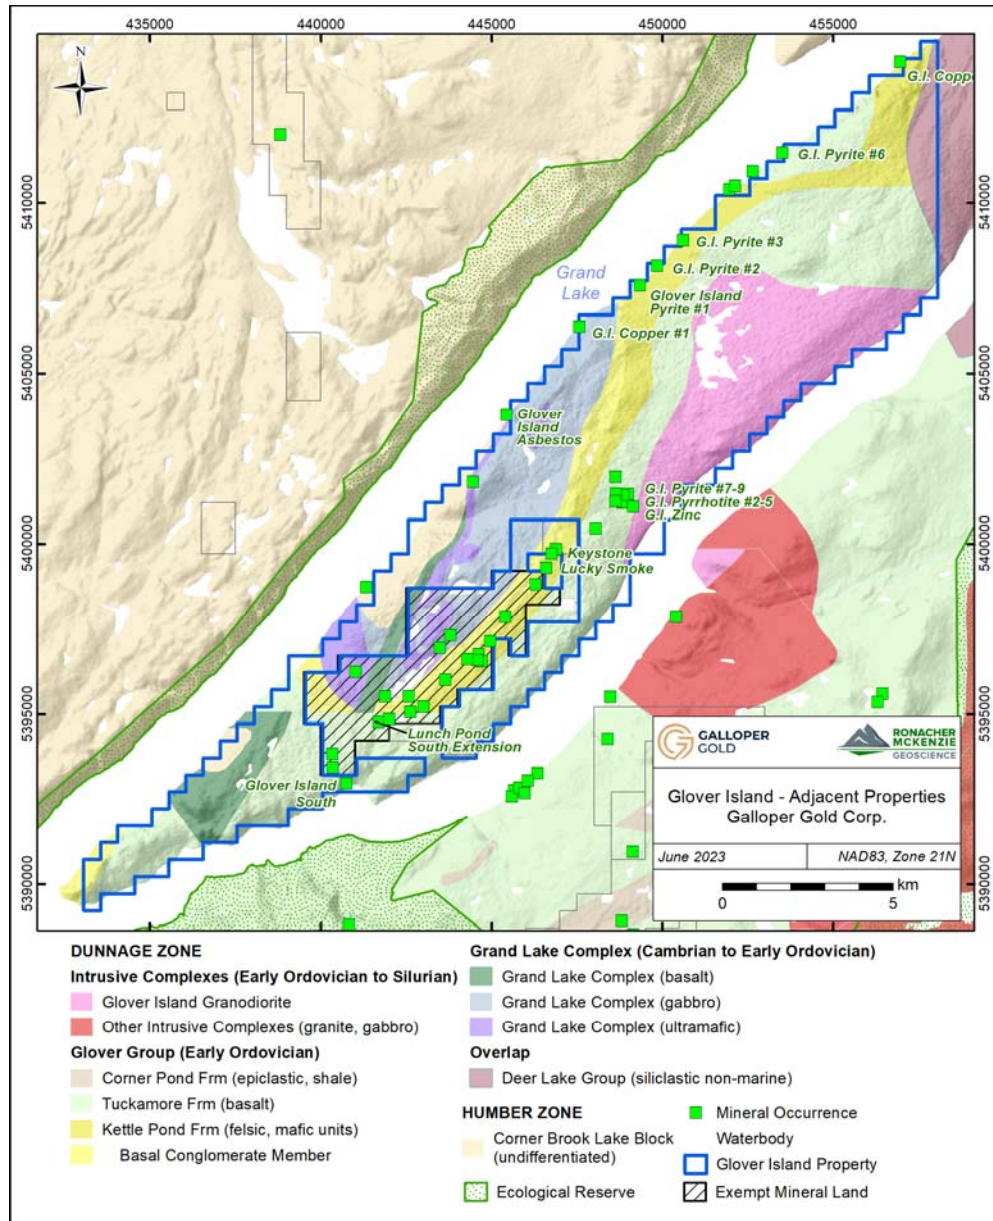 435000
440000
445000
450000
455000
N
G.I. Coppe
G.I. Pyrite #6
5410000
5410000
G.I. Pyrite #3
Grand
Lake
G.I. Pyrite #2
Glover Island
Pyrite #1
G.I. Copper #1
5405000
5405000
Glover
Island
Asbestos
G.I. Pyrite #7-9
G.I. Pyrrhotite #2-5
G.I. Zinc
5400000
5400000
Keystone
Lucky Smoke
5395000
5395000
Lunch Pond
South Extension
Glover Island
South
5390000
5390000
GALLOPER
GOLD
RONACHER
MCKENZIE
GEOSCIENCE
Glover Island - Adjacent Properties
Galloper Gold Corp.
June 2023
NAD83, Zone 21N
km
0
5
DUNNAGE ZONE
Intrusive Complexes (Early Ordovician to Silurian)
Glover Island Granodiorite
Other Intrusive Complexes (granite, gabbro)
Glover Group (Early Ordovician)
Corner Pond Frm (epiclastic, shale)
Tuckamore Frm (basalt)
Kettle Pond Frm (felsic, mafic units)
Basal Conglomerate Member
Grand Lake Complex (Cambrian to Early Ordovician)
Grand Lake Complex (basalt)
Grand Lake Complex (gabbro)
Grand Lake Complex (ultramafic)
Overlap
Deer Lake Group (siliclastic non-marine)
HUMBER ZONE
Corner Brook Lake Block
(undifferentiated)
Ecological Reserve
Mineral Occurrence
Waterbody
Glover Island Property
Exempt Mineral Land